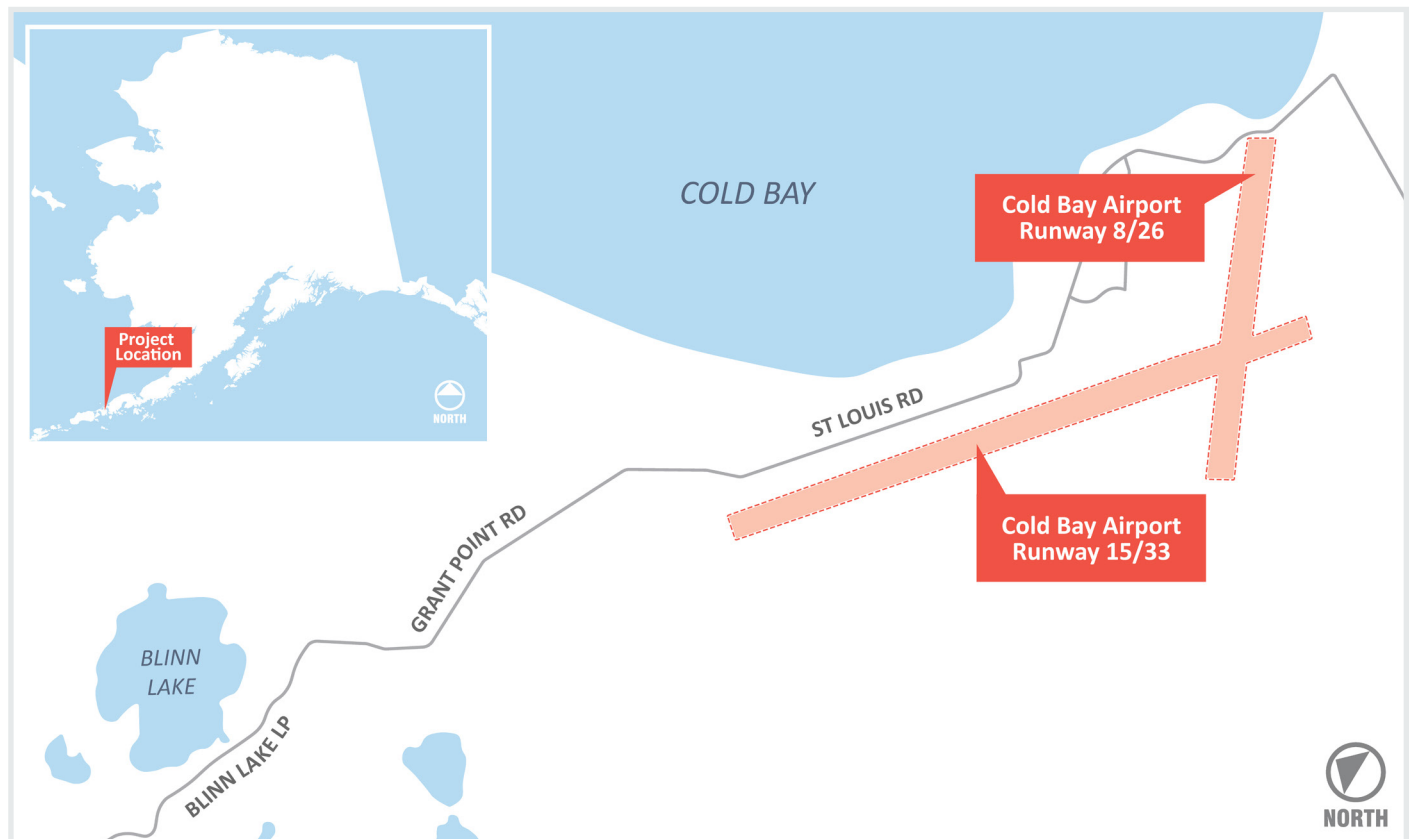 Project
Location
NORTH
COLD BAY
Cold Bay Airport
Runway 8/26
ST LOUIS RD
Cold Bay Airport
Runway 15/33
GRANT POINT RD
BLINN
LAKE
BLINN LAKE LP
NORTH